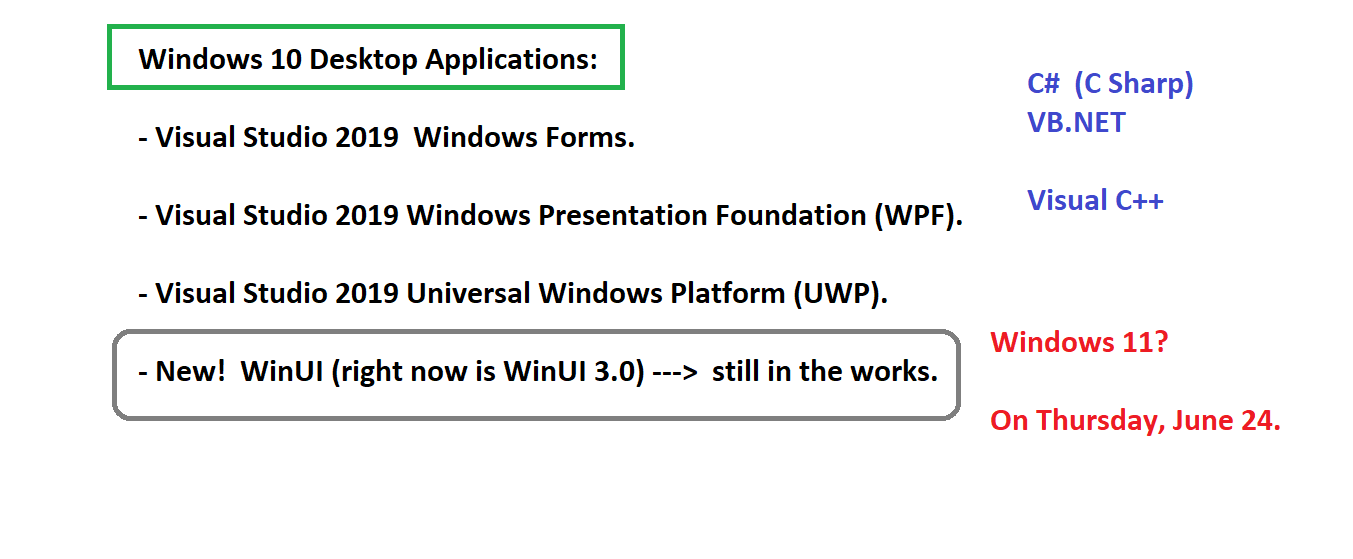 Windows 10 Desktop Applications:
- Visual Studio 2019  Windows Forms.
- Visual Studio 2019 Windows Presentation Foundation (WPF).
- Visual Studio 2019 Universal Windows Platform (UWP).
- New!  WinUI (right now is WinUI 3.0) --->  still in the works.
C#  (C Sharp)
VB.NET
Visual C++
Windows 11?
On Thursday, June 24.